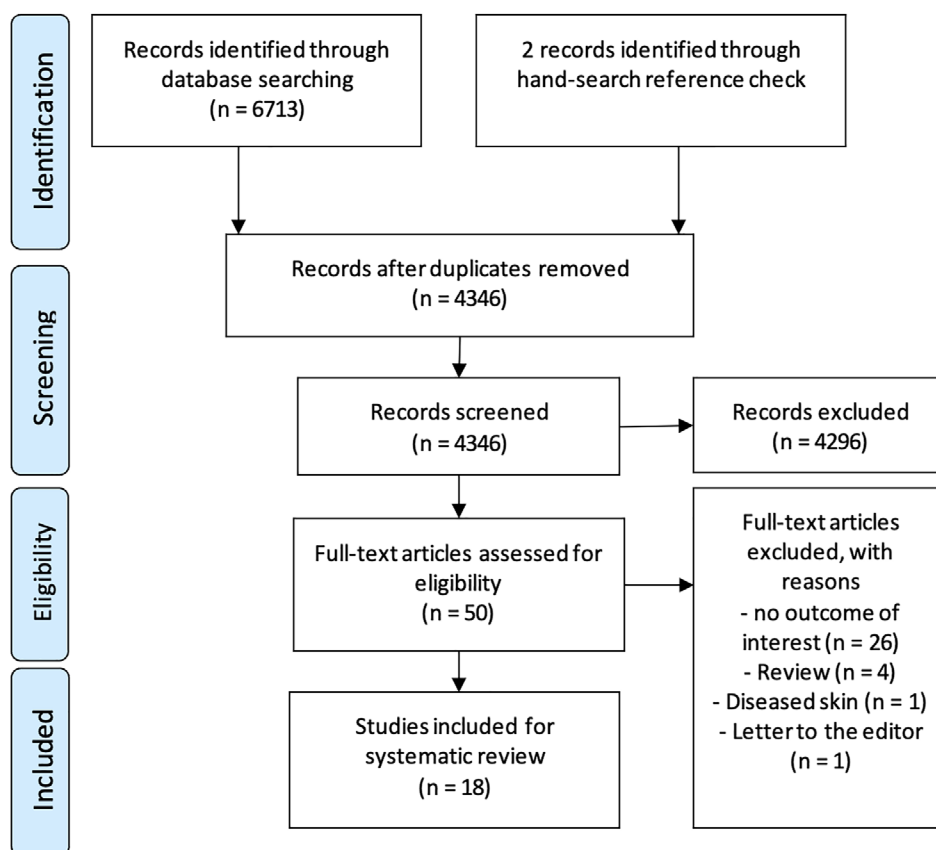 Identification
Records identified through
database searching
(n = 6713)
2 records identified through
hand-search reference check
Records after duplicates removed
(n = 4346)
Screening
Records screened
(n = 4346)
Records excluded
(n = 4296)
Eligibility
Full-text articles assessed for
eligibility
(n = 50)
Full-text articles
excluded, with
reasons
- no outcome of
interest (n = 26)
- Review (n = 4)
- Diseased skin (n = 1)
- Letter to the editor
(n = 1)
Included
Studies included for
systematic review
(n = 18)